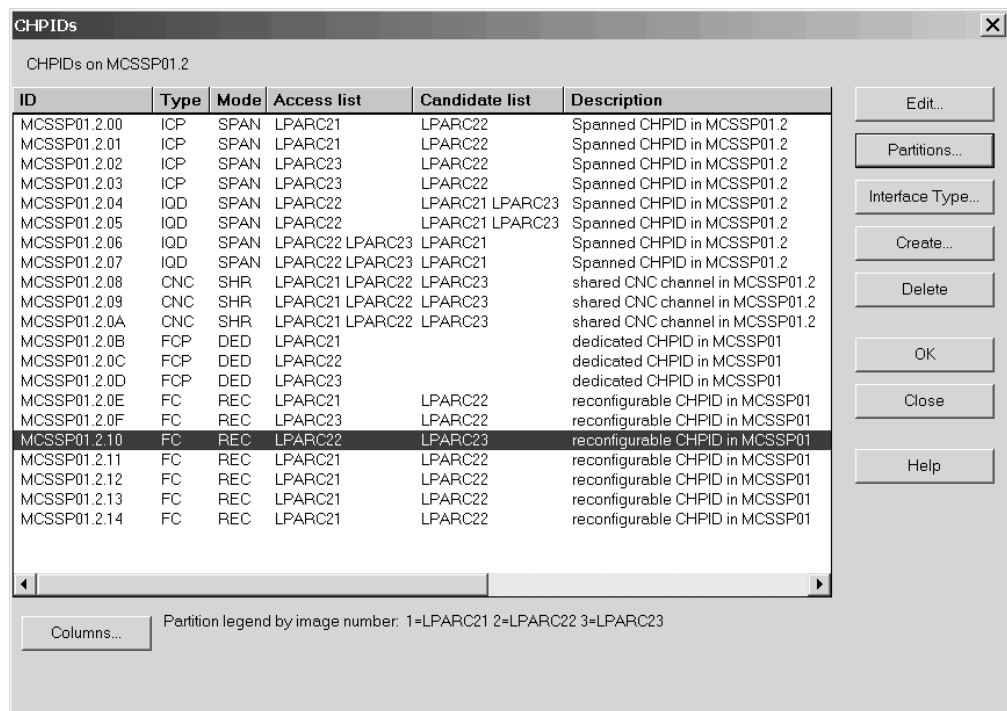 CHPIDs
CHPIDs on MCSSP01.2
ID Type Mode Access list Candidate list Description
MCSSP01.2.00 ICP SPAN LPARC21 LPARC22 Spanned CHPID in MCSSP01.2
MCSSP01.2.01 ICP SPAN LPARC21 LPARC22 Spanned CHPID in MCSSP01.2
MCSSP01.2.02 ICP SPAN LPARC23 LPARC22 Spanned CHPID in MCSSP01.2
MCSSP01.2.03 ICP SPAN LPARC23 LPARC22 Spanned CHPID in MCSSP01.2
MCSSP01.2.04 IQD SPAN LPARC22 LPARC21 LPARC23 Spanned CHPID in MCSSP01.2
MCSSP01.2.05 IQD SPAN LPARC22 LPARC21 LPARC23 Spanned CHPID in MCSSP01.2
MCSSP01.2.06 IQD SPAN LPARC22 LPARC23 LPARC21 Spanned CHPID in MCSSP01.2
MCSSP01.2.07 IQD SPAN LPARC22 LPARC23 LPARC21 Spanned CHPID in MCSSP01.2
MCSSP01.2.08 CNC SHR LPARC21 LPARC22 LPARC23 shared CNC channel in MCSSP01.2
MCSSP01.2.09 CNC SHR LPARC21 LPARC22 LPARC23 shared CNC channel in MCSSP01.2
MCSSP01.2.0A CNC SHR LPARC21 LPARC22 LPARC23 shared CNC channel in MCSSP01.2
MCSSP01.2.0B FCP DED LPARC21 dedicated CHPID in MCSSP01
MCSSP01.2.0C FCP DED LPARC22 dedicated CHPID in MCSSP01
MCSSP01.2.0D FCP DED LPARC23 dedicated CHPID in MCSSP01
MCSSP01.2.0E FC REC LPARC21 LPARC22 reconfigurable CHPID in MCSSP01
MCSSP01.2.0F FC REC LPARC23 LPARC22 reconfigurable CHPID in MCSSP01
MCSSP01.2.10 FC REC LPARC22 LPARC23 reconfigurable CHPID in MCSSP01
MCSSP01.2.11 FC REC LPARC21 LPARC22 reconfigurable CHPID in MCSSP01
MCSSP01.2.12 FC REC LPARC21 LPARC22 reconfigurable CHPID in MCSSP01
MCSSP01.2.13 FC REC LPARC21 LPARC22 reconfigurable CHPID in MCSSP01
MCSSP01.2.14 FC REC LPARC21 LPARC22 reconfigurable CHPID in MCSSP01
Edit...
Partitions...
Interface Type...
Create...
Delete
OK
Close
Help
Columns...
Partition legend by image number: 1=LPARC21 2=LPARC22 3=LPARC23